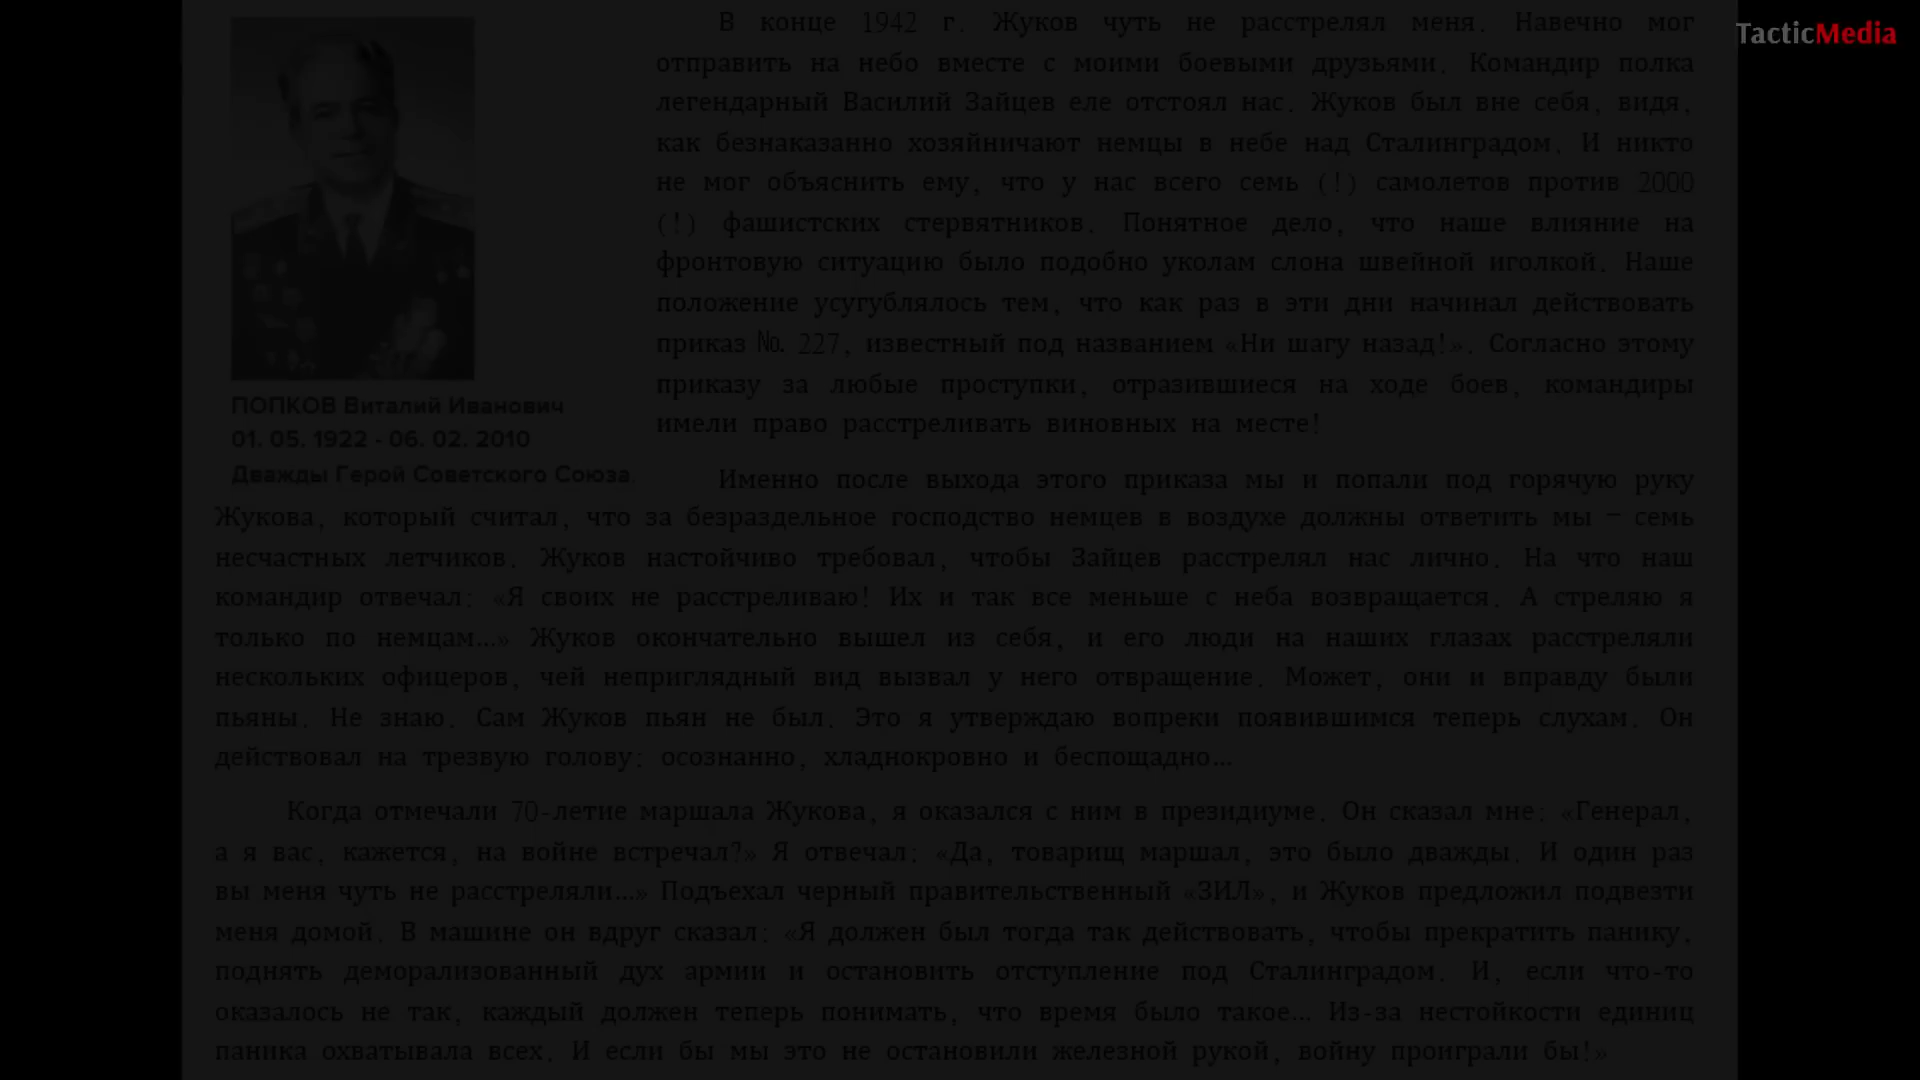 TacticMedia
В конце 1942 г. Жуков чуть не расстрелял меня. Навечно мог
отправить на небо вместе с моими боевыми друзьями. Командир полка
легендарный Василий Зайцев еле отстоял нас. Жуков был вне себя, видя,
как безнаказанно хозяйничают немцы в небе над Сталинградом. И никто
не мог объяснить ему, что у нас всего семь (!) самолетов против 2000
(!) фашистских стервятников. Понятное дело, что наше влияние на
фронтовую ситуацию было подобно уколам слона швейной иголкой. Наше
положение усугублялось тем, что как раз в эти дни начинал действовать
приказ №. 227, известный под названием «Ни шагу назад!». Согласно этому
приказу за любые проступки, отразившиеся на ходе боев, командиры
имели право расстреливать виновных на месте!
ПОПКОВ Виталий Иванович
01. 05. 1922 - 06. 02. 2010
Дважды Герой Советского Союза.
Именно после выхода этого приказа мы и попали под горячую руку
Жукова, который считал, что за безраздельное господство немцев в воздухе должны ответить мы – семь
несчастных летчиков. Жуков настойчиво требовал, чтобы Зайцев расстрелял нас лично. На что наш
командир отвечал: «Я своих не расстреливаю! Их и так все меньше с неба возвращается. А стреляю я
только по немцам...» Жуков окончательно вышел из себя, и его люди на наших глазах расстреляли
нескольких офицеров, чей неприглядный вид вызвал у него отвращение. Может, они и вправду были
пьяны. Не знаю. Сам Жуков пьян не был. Это я утверждаю вопреки появившимся теперь слухам. Он
действовал на трезвую голову: осознанно, хладнокровно и беспощадно...
Когда отмечали 70-летие маршала Жукова, я оказался с ним в президиуме. Он сказал мне: «Генерал,
а я вас, кажется, на войне встречал?» Я отвечал: «Да, товарищ маршал, это было дважды. И один раз
вы меня чуть не расстреляли...» Подъехал черный правительственный «ЗИЛ», и Жуков предложил подвезти
меня домой. В машине он вдруг сказал: «Я должен был тогда так действовать, чтобы прекратить панику,
поднять деморализованный дух армии и остановить отступление под Сталинградом. И, если что-то
оказалось не так, каждый должен теперь понимать, что время было такое... Из-за нестойкости единиц
паника охватывала всех. И если бы мы это не остановили железной рукой, войну проиграли бы!»